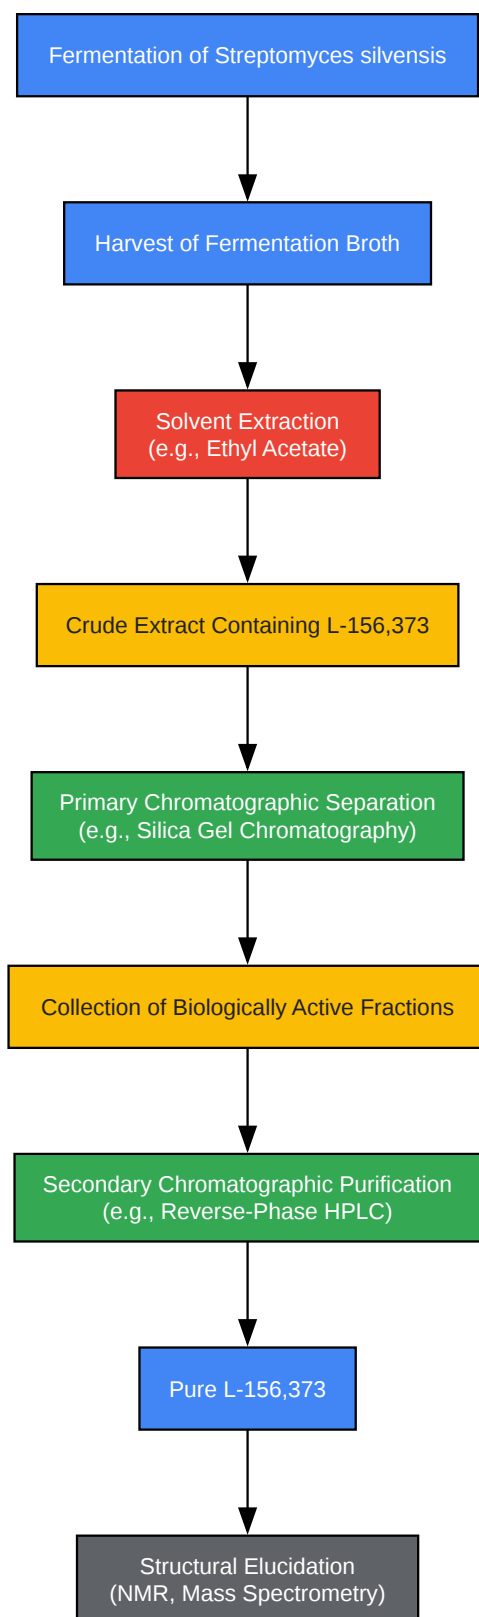 Fermentation of Streptomyces silvensis
Harvest of Fermentation Broth
Solvent Extraction
(e.g., Ethyl Acetate)
Crude Extract Containing L-156,373
Primary Chromatographic Separation
(e.g., Silica Gel Chromatography)
Collection of Biologically Active Fractions
Secondary Chromatographic Purification
(e.g., Reverse-Phase HPLC)
Pure L-156,373
Structural Elucidation
(NMR, Mass Spectrometry)